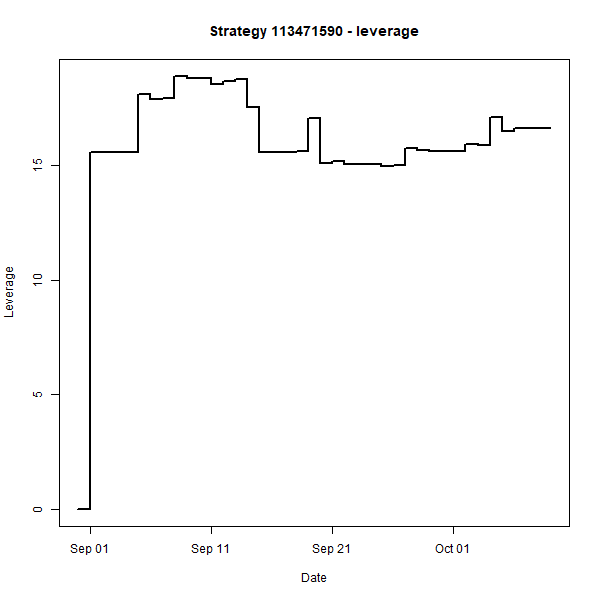 Strategy 113471590 - leverage
Leverage
15
10
5
0
Sep 01
Sep 11
Sep 21
Oct 01
Date